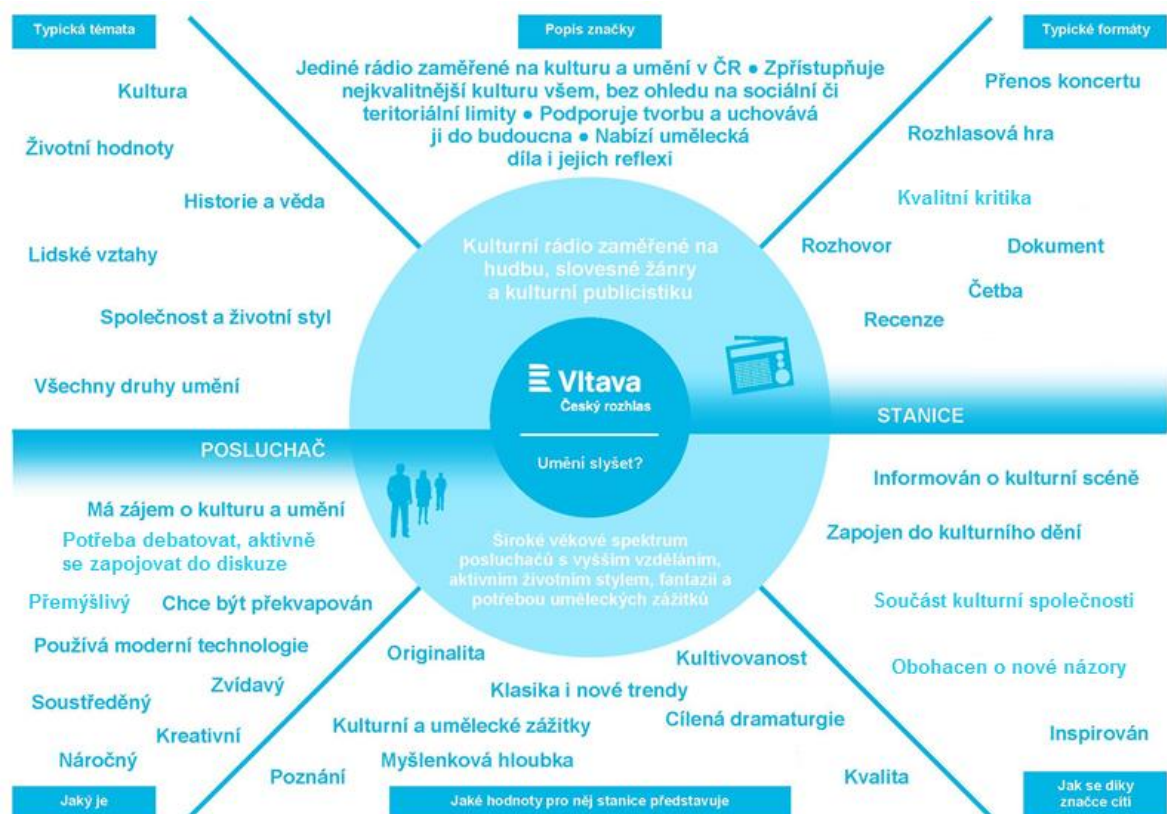 Typická témata
Kultura
Životní hodnoty
Historie a věda
Lidské vztahy
Společnost a životní styl
Všechny druhy umění
Popis značky
Jediné rádio zaměřené na kulturu a umění v ČR ● Zpřístupňuje
nejkvalitnější kulturu všem, bez ohledu na sociální či
teritoriální limity ● Podporuje tvorbu a uchovává
ji do budoucna ● Nabízí umělecká
díla i jejich reflexi
Typické formáty
Přenos koncertu
Rozhlasová hra
Kvalitní kritika
Rozhovor
Dokument
Četba
Recenze
Kulturní rádio zaměřené na
hudbu, slovesné žánry
a kulturní publicistiku
Vltava
Český rozhlas
Umění slyšet?
STANICE
POSLUCHAČ
Široké věkové spektrum
posluchačů s vyšším vzděláním,
aktivním životním stylem, fantazií a
potřebou uměleckých zážitků
Má zájem o kulturu a umění
Potřeba debatovat, aktivně
se zapojovat do diskuze
Přemýšlivý
Chce být překvapován
Používá moderní technologie
Zvídavý
Soustředěný
Kreativní
Náročný
Jaký je
Originalita
Kultivovanost
Klasika i nové trendy
Kulturní a umělecké zážitky
Cílená dramaturgie
Myšlenková hloubka
Poznání
Kvalita
Jaké hodnoty pro něj stanice představuje
Informován o kulturní scéně
Zapojen do kulturního dění
Součást kulturní společnosti
Obohacen o nové názory
Inspirován
Jak se díky
značce cítí